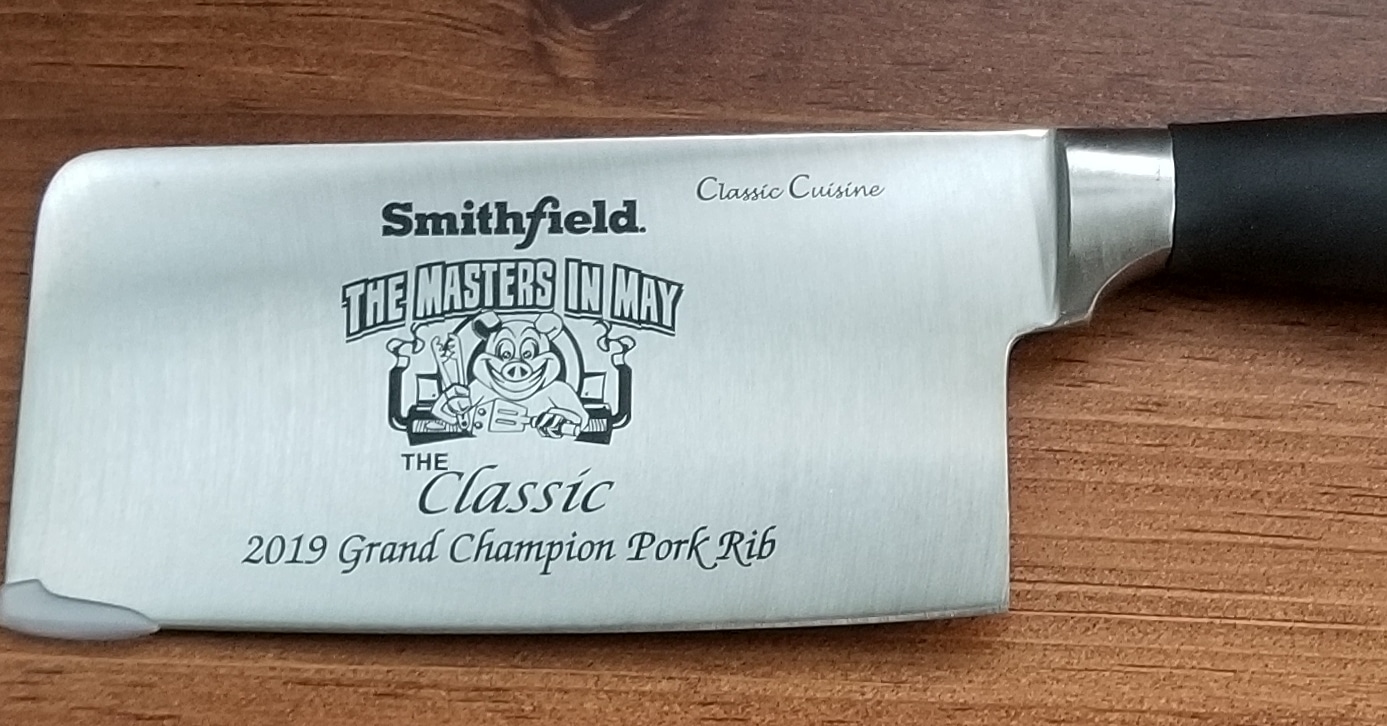 Classic Cuisine
Smithfield.
THE MASTERS IN MAY
THE
Classic
2019 Grand Champion Pork Rib